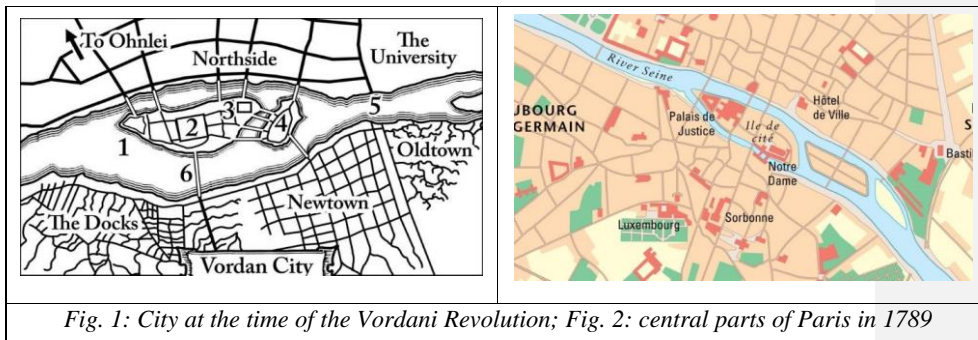 To Ohnlei
Northside
The
University
3
5
2
4
1
6
Oldtown
Newtown
The Docks
Vordan City
River Seine
UBOURG
GERMAIN
Palais de
Justice
Ile de
cité
Hôtel
de Ville
S
Basti
Notre
Dame
Sorbonne
Luxembourg
Fig. 1: City at the time of the Vordani Revolution; Fig. 2: central parts of Paris in 1789